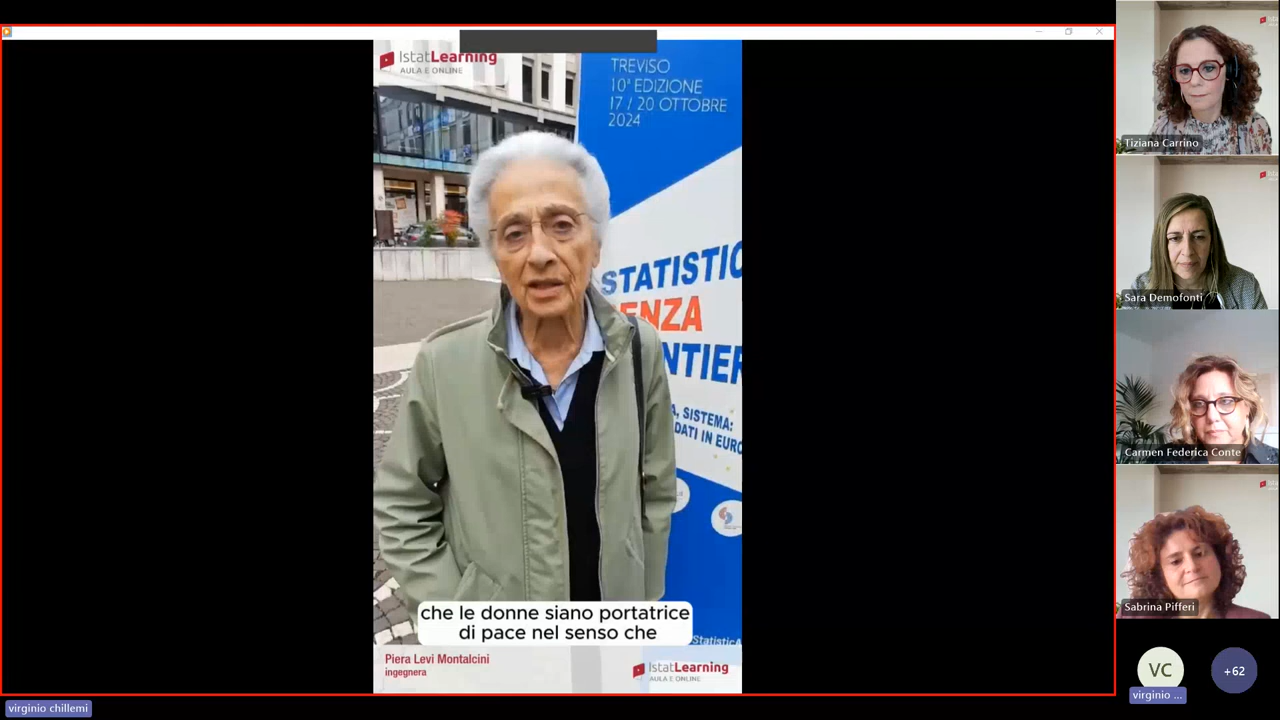 IstatLearning
AULA E ONLINE
TREVISO
10ª EDIZIONE
17 / 20 OTTOBRE
2024
STATISTIC
ENZA
NTIER
A, SISTEMA:
DATI IN EURO
che le donne siano portatrice
di pace nel senso che
StatisticA
Piera Levi Montalcini
ingegnera
IstatLearning
AULA E ONLINE
Tiziana Carrino
Sara Demofonti
Carmen Federica Conte
Sabrina Pifferi
VC
+62
virginio ...
virginio chillemi